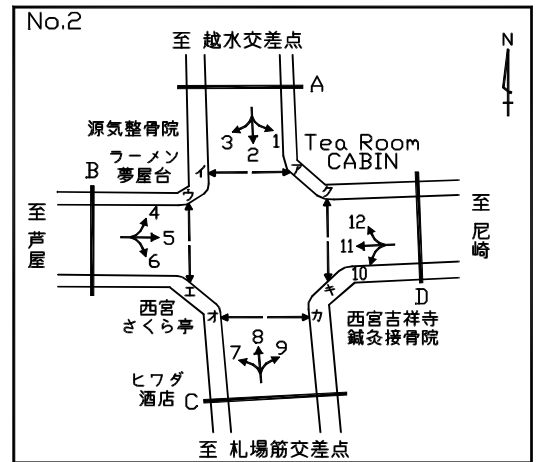 No.2
至 越水交差点
N
A
源気整骨院
3
2
1
Tea Room
CABIN
ラーメン
夢屋台
B
イ
ウ
ア
ク
至
芦屋
4
5
6
12
11
10
至
尼崎
エ
オ
キ
カ
D
西宮
さくら亭
西宮吉祥寺
鍼灸接骨院
7
8
9
ヒワダ
酒店
C
至 札場筋交差点